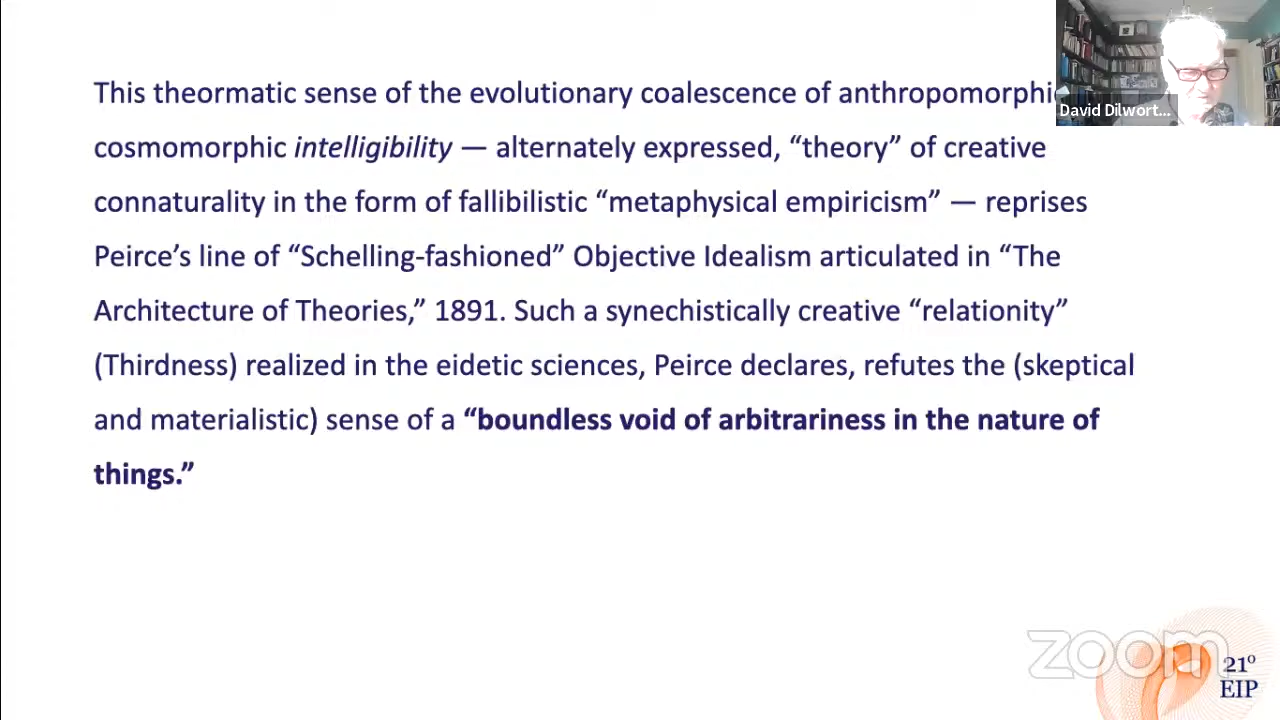 This theormatic sense of the evolutionary coalescence of anthropomorphic
David Dilwort...
cosmomorphic intelligibility — alternately expressed, “theory” of creative
connaturality in the form of fallibilistic “metaphysical empiricism” — reprises
Peirce’s line of “Schelling-fashioned” Objective Idealism articulated in “The
Architecture of Theories,” 1891. Such a synechistically creative “relationity”
(Thirdness) realized in the eidetic sciences, Peirce declares, refutes the (skeptical
and materialistic) sense of a “boundless void of arbitrariness in the nature of
things.”
zoom
21º
EIP